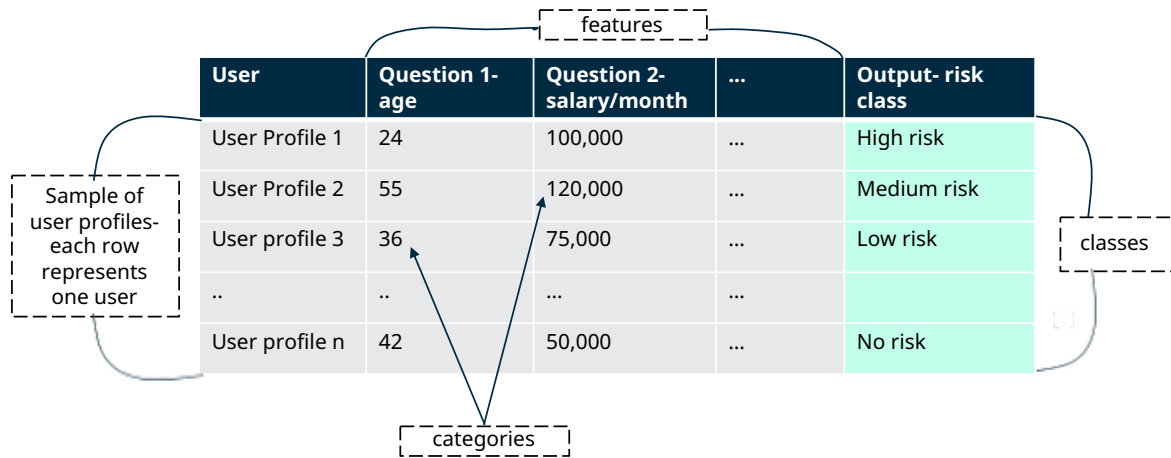 features
User
Question 1-
age
Question 2-
salary/month
...
Output- risk
class
User Profile 1
24
100,000
...
High risk
User Profile 2
55
120,000
...
Medium risk
User profile 3
36
75,000
...
Low risk
..
..
...
...
User profile n
42
50,000
...
No risk
Sample of
user profiles-
each row
represents
one user
classes
categories